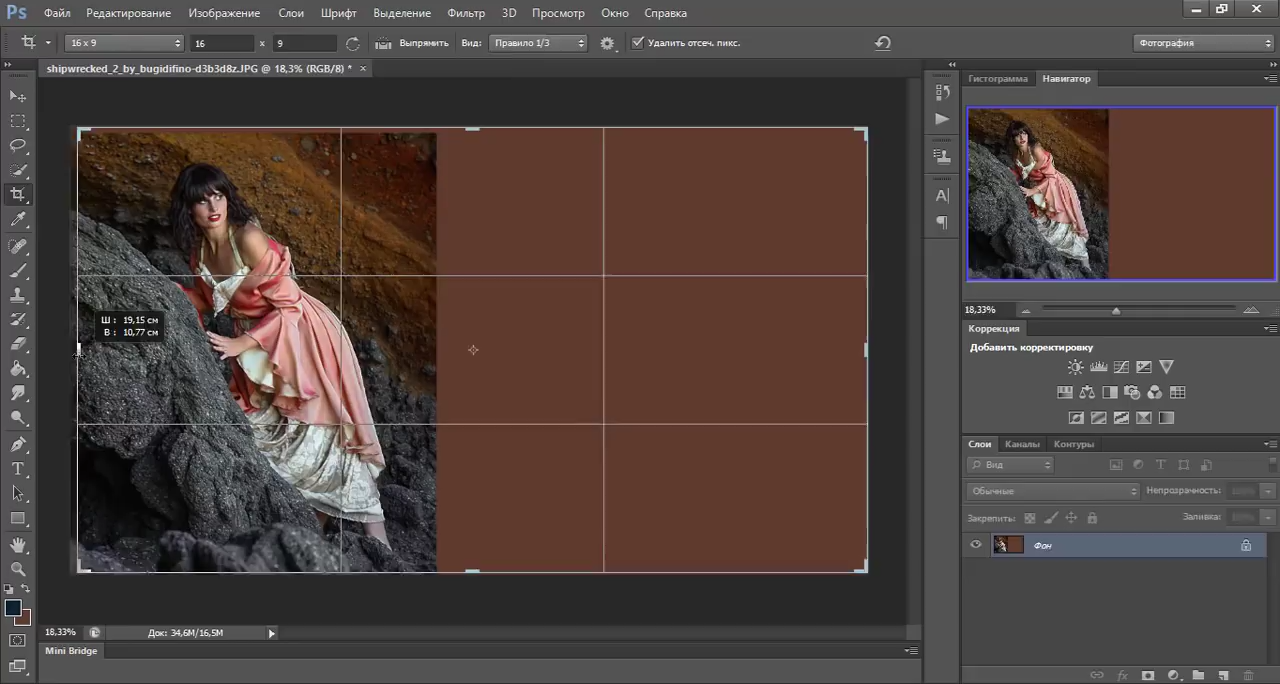 Ps Файл Редактирование Изображение Слои Шрифт Выделение Фильтр 3D Просмотр Окно Справка
16 x 9 16 x 9 Выпрямить Вид: Правило 1/3 Удалить отсеч. пикс. Фотография
shipwrecked_2_by_bugidifino-d3b3d8z.JPG @ 18,3% (RGB/8) * ×
Гистограмма Навигатор
18,33%
Коррекция
Добавить корректировку
Ш: 19,15 см
В: 10,77 см
Слои Каналы Контуры
Вид
Обычные Непрозрачность:
Закрепить: Заливка:
Фон
18,33% Док: 34,6M/16,5M
Mini Bridge